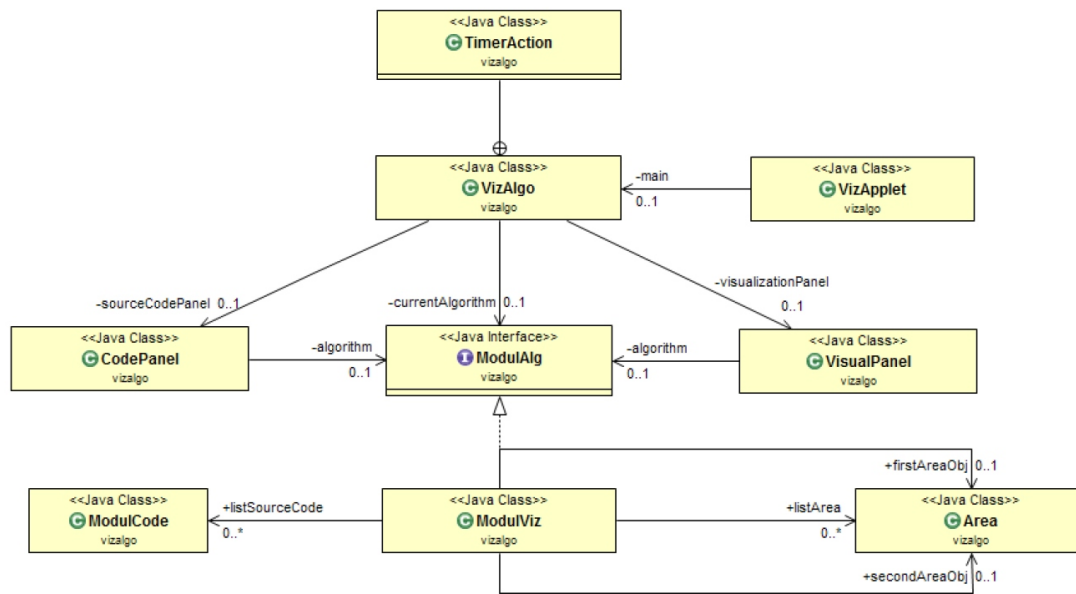 <<Java Class>>
C TimerAction
vizalgo
<<Java Class>>
C VizAlgo
vizalgo
-main
0..1
<<Java Class>>
C VizApplet
vizalgo
-sourceCodePanel 0..1
-currentAlgorithm 0..1
-visualizationPanel
0..1
<<Java Class>>
C CodePanel
vizalgo
-algorithm
0..1
<<Java Interface>>
I ModulAlg
vizalgo
-algorithm
0..1
<<Java Class>>
C VisualPanel
vizalgo
+firstAreaObj 0..1
<<Java Class>>
C ModulCode
vizalgo
+listSourceCode
0..*
<<Java Class>>
C ModulViz
vizalgo
+listArea
0..*
<<Java Class>>
C Area
vizalgo
+secondAreaObj 0..1